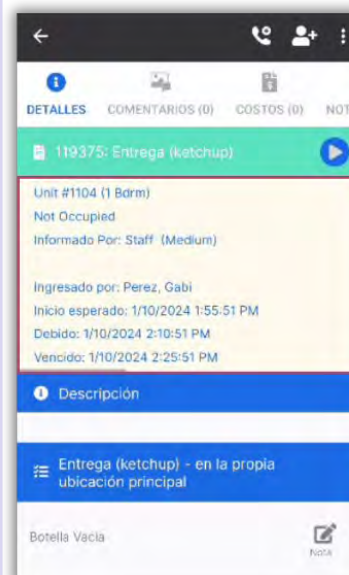 DETALLES COMENTARIOS (0) COSTOS (0) NOT
119375: Entrega (ketchup)
Unit #1104 (1 Bdrm)
Not Occupied
Informado Por: Staff (Medium)
Ingresado por: Perez, Gabi
Inicio esperado: 1/10/2024 1:55:51 PM
Debido: 1/10/2024 2:10:51 PM
Vencido: 1/10/2024 2:25:51 PM
Descripción
Entrega (ketchup) - en la propia
ubicación principal
Botella Vacia
Nota